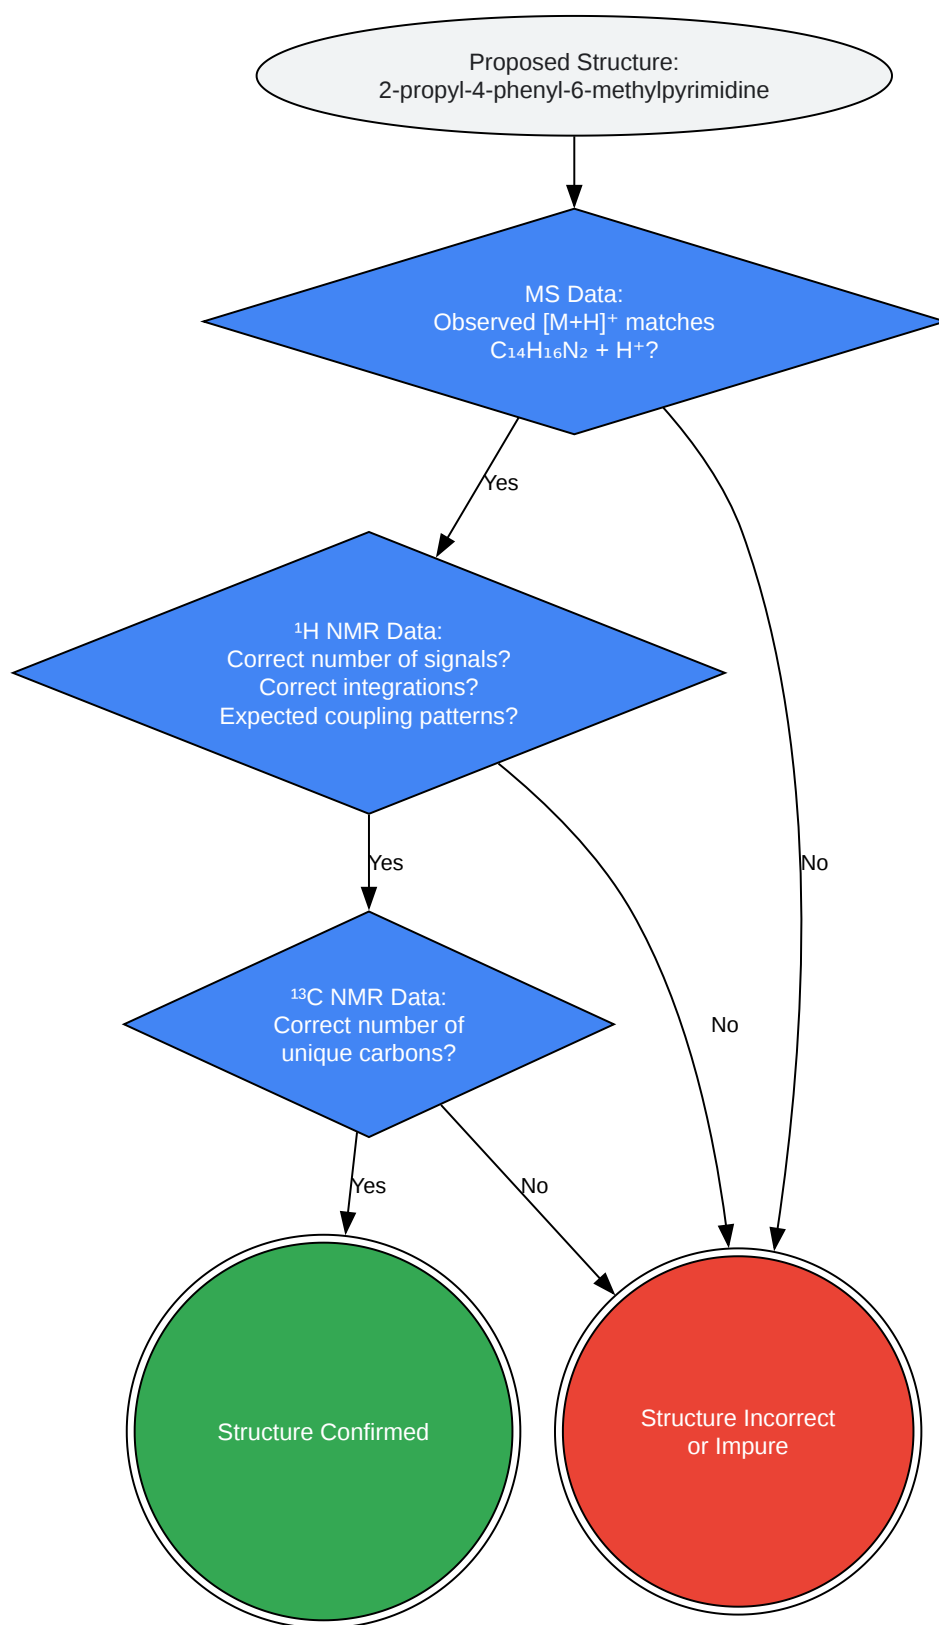 Proposed Structure:
2-propyl-4-phenyl-6-methylpyrimidine
MS Data:
Observed [M+H]⁺ matches
C₁₄H₁₆N₂ + H⁺?
Yes
¹H NMR Data:
Correct number of signals?
Correct integrations?
Expected coupling patterns?
Yes
No
¹³C NMR Data:
Correct number of
unique carbons?
No
Yes
No
Structure Confirmed
Structure Incorrect
or Impure